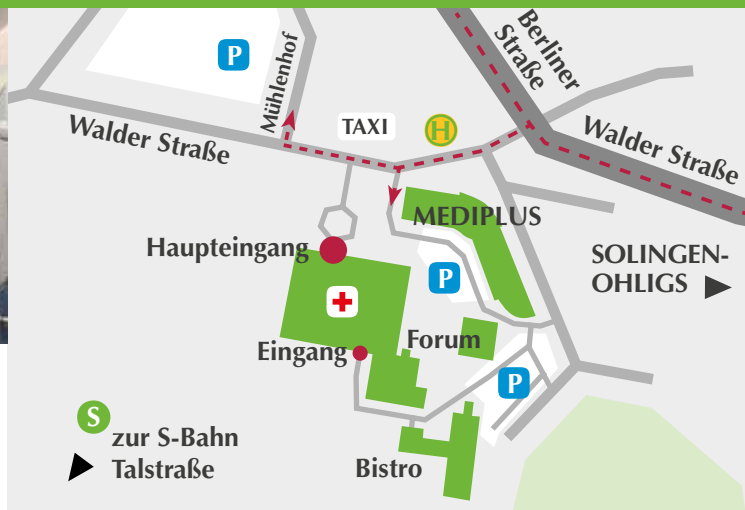 P
Mühlenhof
Berliner
Straße
TAXI
H
Walder Straße
Walder Straße
MEDIPLUS
Haupteingang
SOLINGEN-
OHLIGS
P
Eingang
Forum
P
S
zur S-Bahn
Talstraße
Bistro